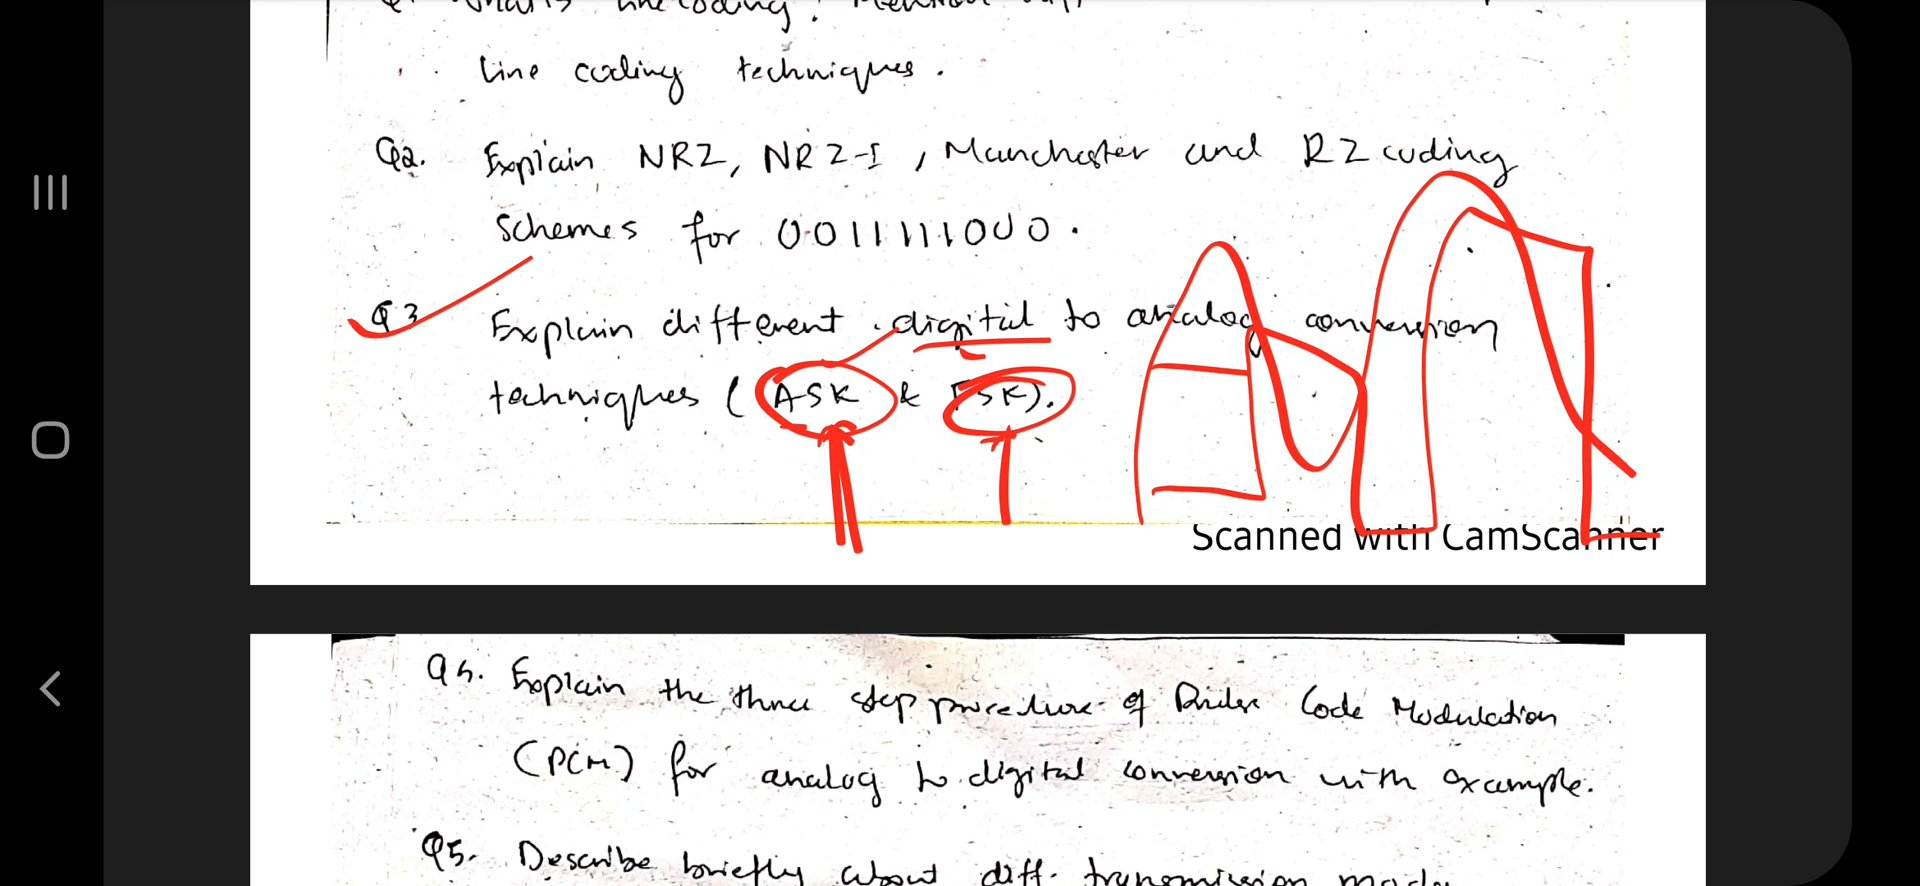 line coding techniques.
Q2. Explain NRZ, NRZ-I, Manchester and RZ coding
schemes for 0011111000.
Q3 Explain different digital to analog conversion
techniques (ASK & FSK).
Scanned with CamScanner
Explain the three step procedure of Code Modulation
(PCM) for analog to digital conversion with example.
Q5. Describe briefly about diff. transmission